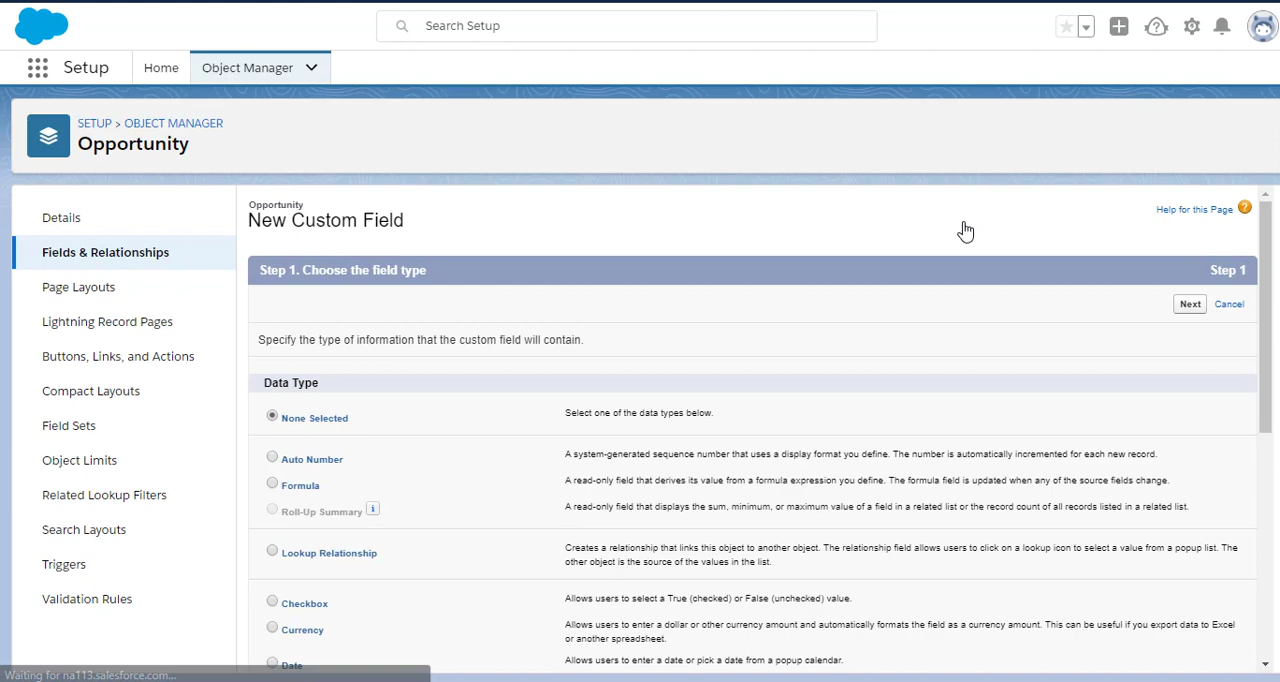 Search Setup
Setup
Home
Object Manager
SETUP > OBJECT MANAGER
Opportunity
Details
Fields & Relationships
Page Layouts
Lightning Record Pages
Buttons, Links, and Actions
Compact Layouts
Field Sets
Object Limits
Related Lookup Filters
Search Layouts
Triggers
Validation Rules
Opportunity
New Custom Field
Help for this Page ?
Step 1. Choose the field type
Step 1
Next
Cancel
Specify the type of information that the custom field will contain.
Data Type
None Selected
Select one of the data types below.
Auto Number
A system-generated sequence number that uses a display format you define. The number is automatically incremented for each new record.
Formula
A read-only field that derives its value from a formula expression you define. The formula field is updated when any of the source fields change.
Roll-Up Summary i
A read-only field that displays the sum, minimum, or maximum value of a field in a related list or the record count of all records listed in a related list.
Lookup Relationship
Creates a relationship that links this object to another object. The relationship field allows users to click on a lookup icon to select a value from a popup list. The
other object is the source of the values in the list.
Checkbox
Allows users to select a True (checked) or False (unchecked) value.
Currency
Allows users to enter a dollar or other currency amount and automatically formats the field as a currency amount. This can be useful if you export data to Excel
or another spreadsheet.
Date
Allows users to enter a date or pick a date from a popup calendar.
Waiting for na113.salesforce.com...